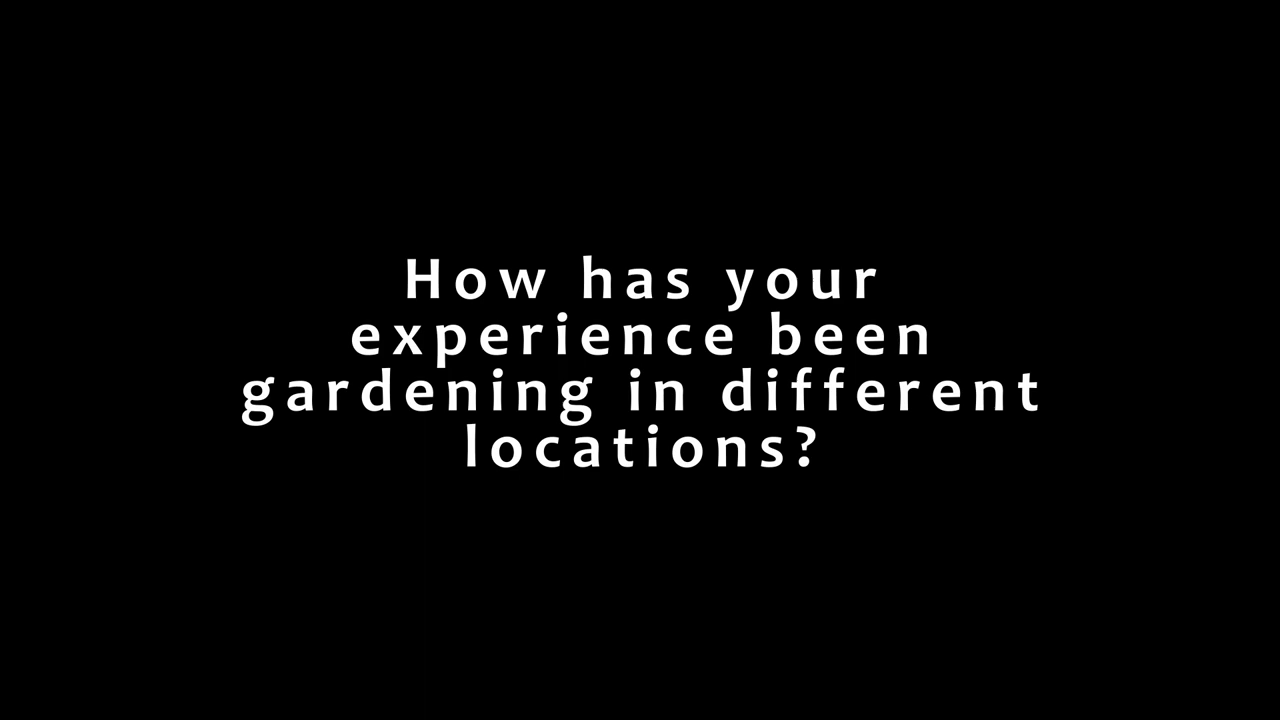 How has your
experience been
gardening in different
locations?